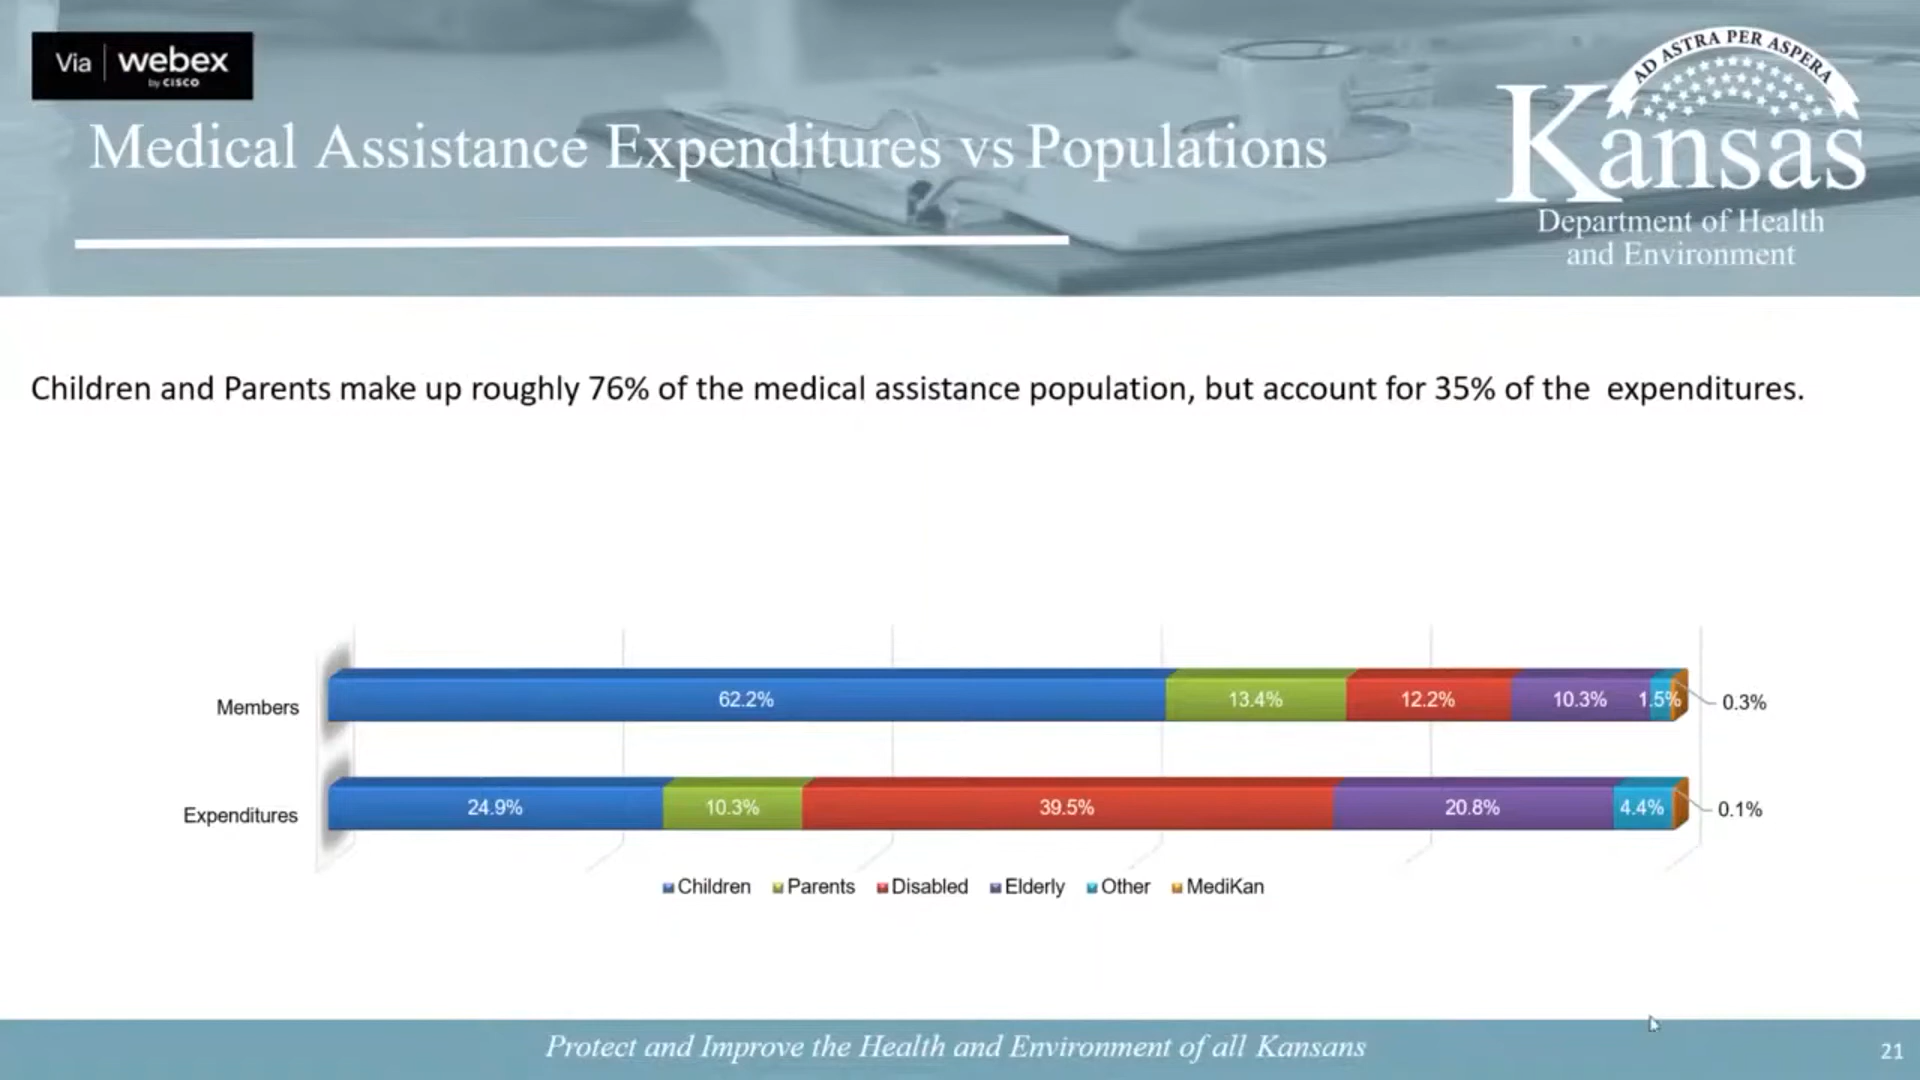 Via webex
by CISCO
AD ASTRA PER ASPERA
Kansas
Department of Health
and Environment
Medical Assistance Expenditures vs Populations
Children and Parents make up roughly 76% of the medical assistance population, but account for 35% of the expenditures.
Members 62.2% 13.4% 12.2% 10.3% 1.5% 0.3%
Expenditures 24.9% 10.3% 39.5% 20.8% 4.4% 0.1%
Children Parents Disabled Elderly Other MediKan
Protect and Improve the Health and Environment of all Kansans
21